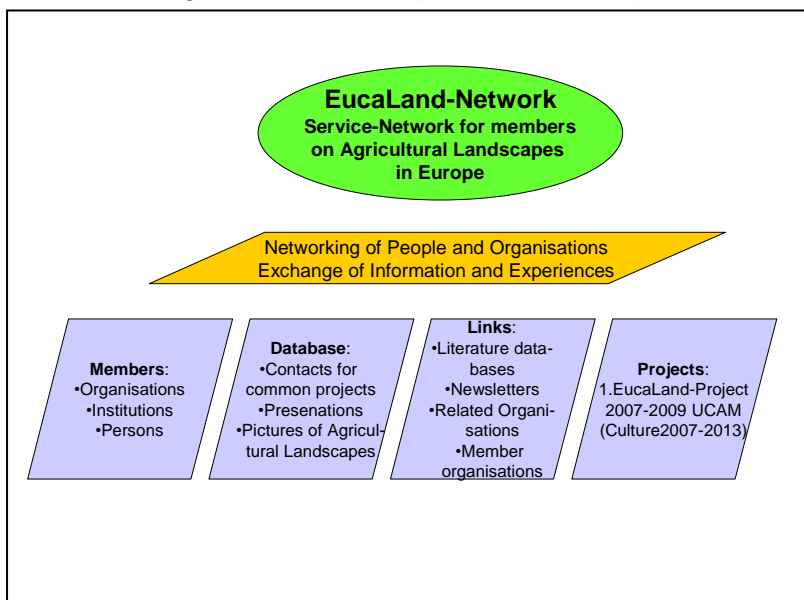 EucaLand-Network
Service-Network for members
on Agricultural Landscapes
in Europe
Networking of People and Organisations
Exchange of Information and Experiences
Members:
•Organisations
•Institutions
•Persons
Database:
•Contacts for
common projects
•Presenations
•Pictures of Agricul-
tural Landscapes
Links:
•Literature data-
bases
•Newsletters
•Related Organi-
sations
•Member
organisations
Projects:
1.EucaLand-Project
2007-2009 UCAM
(Culture2007-2013)